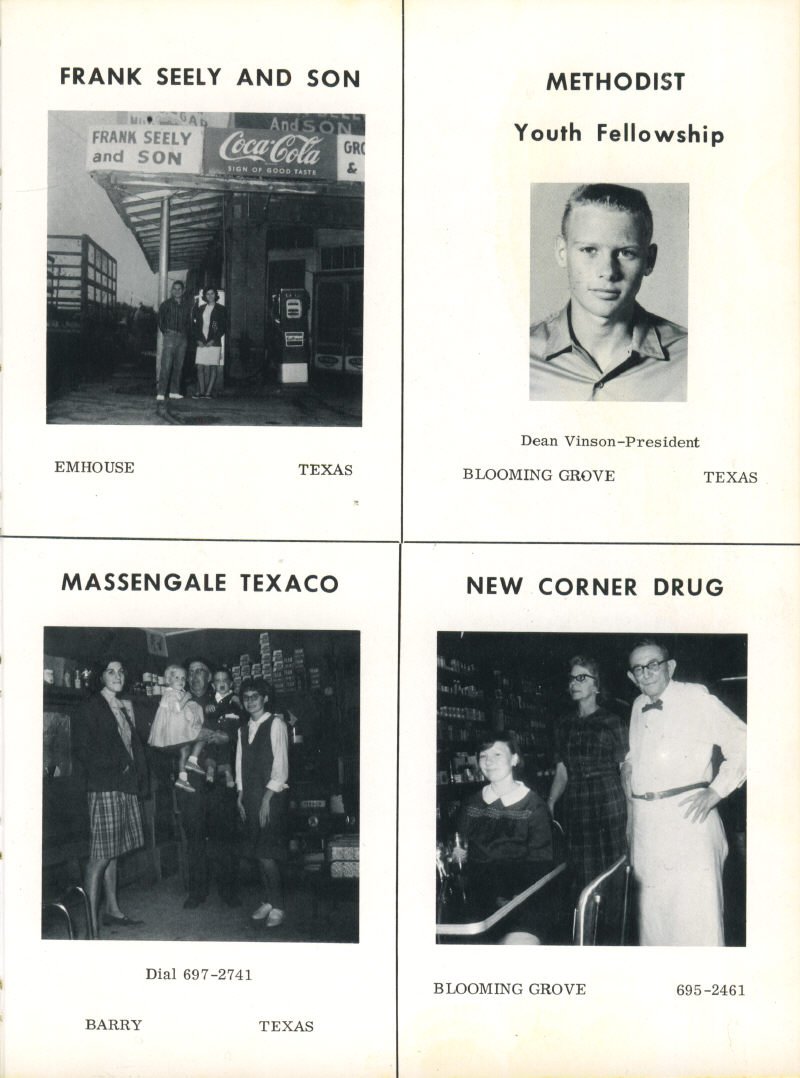 FRANK SEELY AND SON
And SON
FRANK SEELY
and SON
Coca-Cola
SIGN OF GOOD TASTE
GRO
&
EMHOUSE TEXAS
METHODIST
Youth Fellowship
Dean Vinson-President
BLOOMING GROVE TEXAS
MASSENGALE TEXACO
Dial 697-2741
BARRY TEXAS
NEW CORNER DRUG
BLOOMING GROVE 695-2461